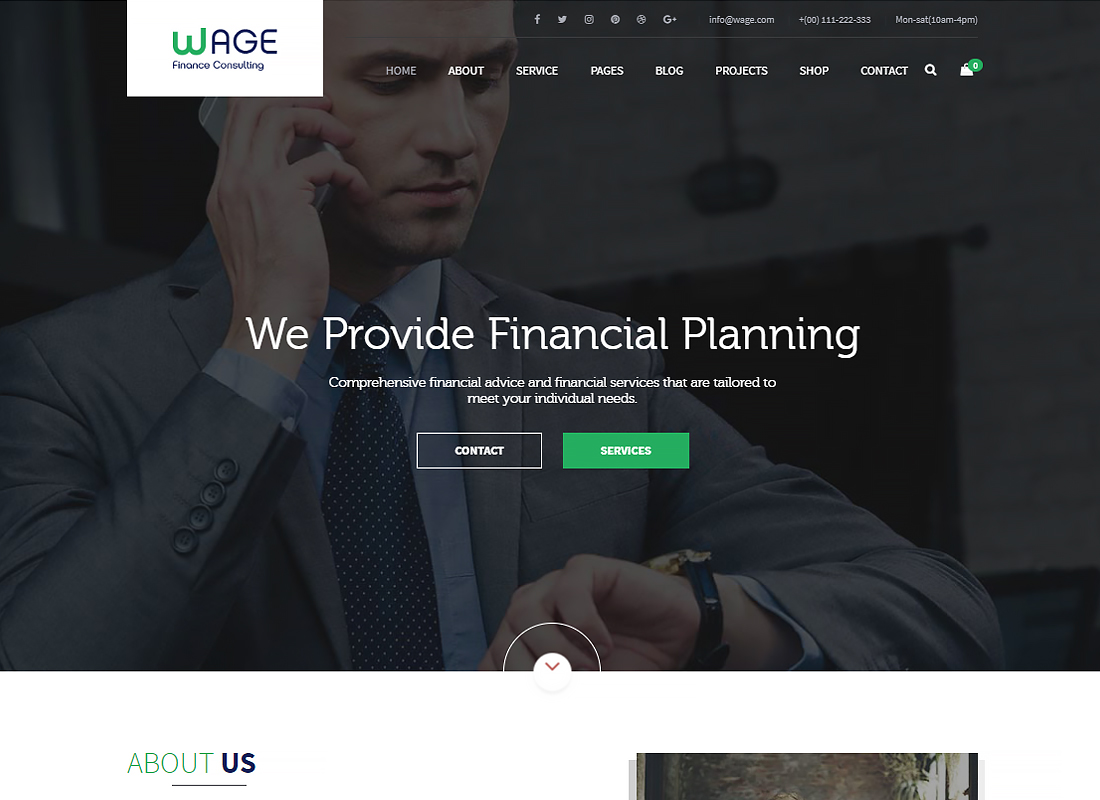 WAGE
Finance Consulting
info@wage.com
+(00) 111-222-333
Mon-sat(10am-4pm)
HOME ABOUT SERVICE PAGES BLOG PROJECTS SHOP CONTACT 0
We Provide Financial Planning
Comprehensive financial advice and financial services that are tailored to
meet your individual needs.
CONTACT SERVICES
ABOUT US